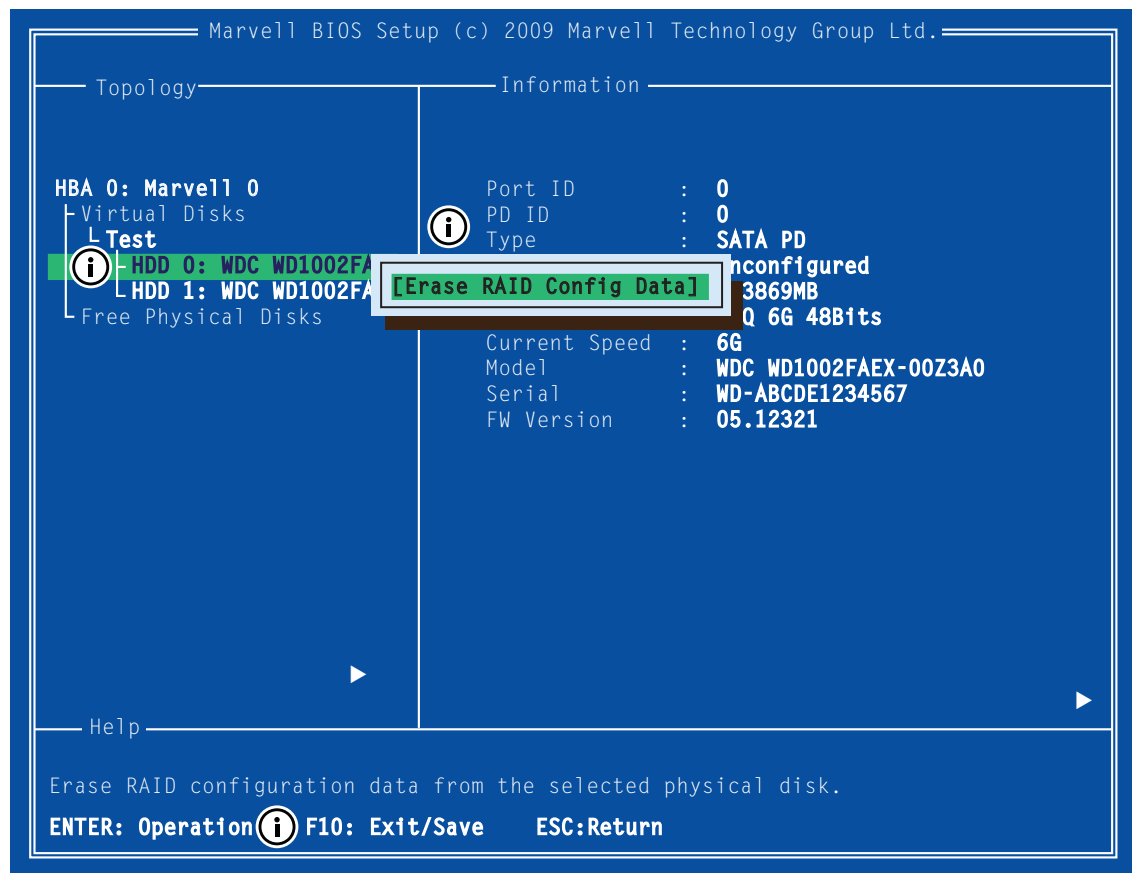 Marvell BIOS Setup (c) 2009 Marvell Technology Group Ltd.
Topology
Information
HBA 0: Marvell 0
Virtual Disks
Test
HDD 0: WDC WD1002FA
HDD 1: WDC WD1002FA
Free Physical Disks
Port ID : 0
PD ID : 0
Type : SATA PD
nconfigured
[Erase RAID Config Data]
3869MB
Q 6G 48Bits
Current Speed : 6G
Model : WDC WD1002FAEX-00Z3A0
Serial : WD-ABCDE1234567
FW Version : 05.12321
Help
Erase RAID configuration data from the selected physical disk.
ENTER: Operation i F10: Exit/Save ESC:Return